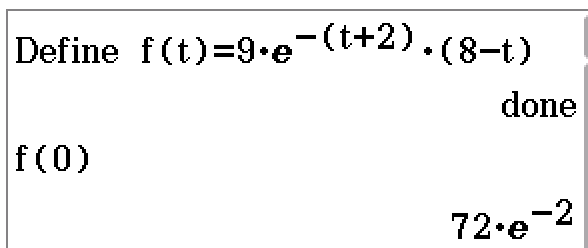 Define f(t)=9·e^−(t+2)·(8−t)
done
f(0)
72·e^−2